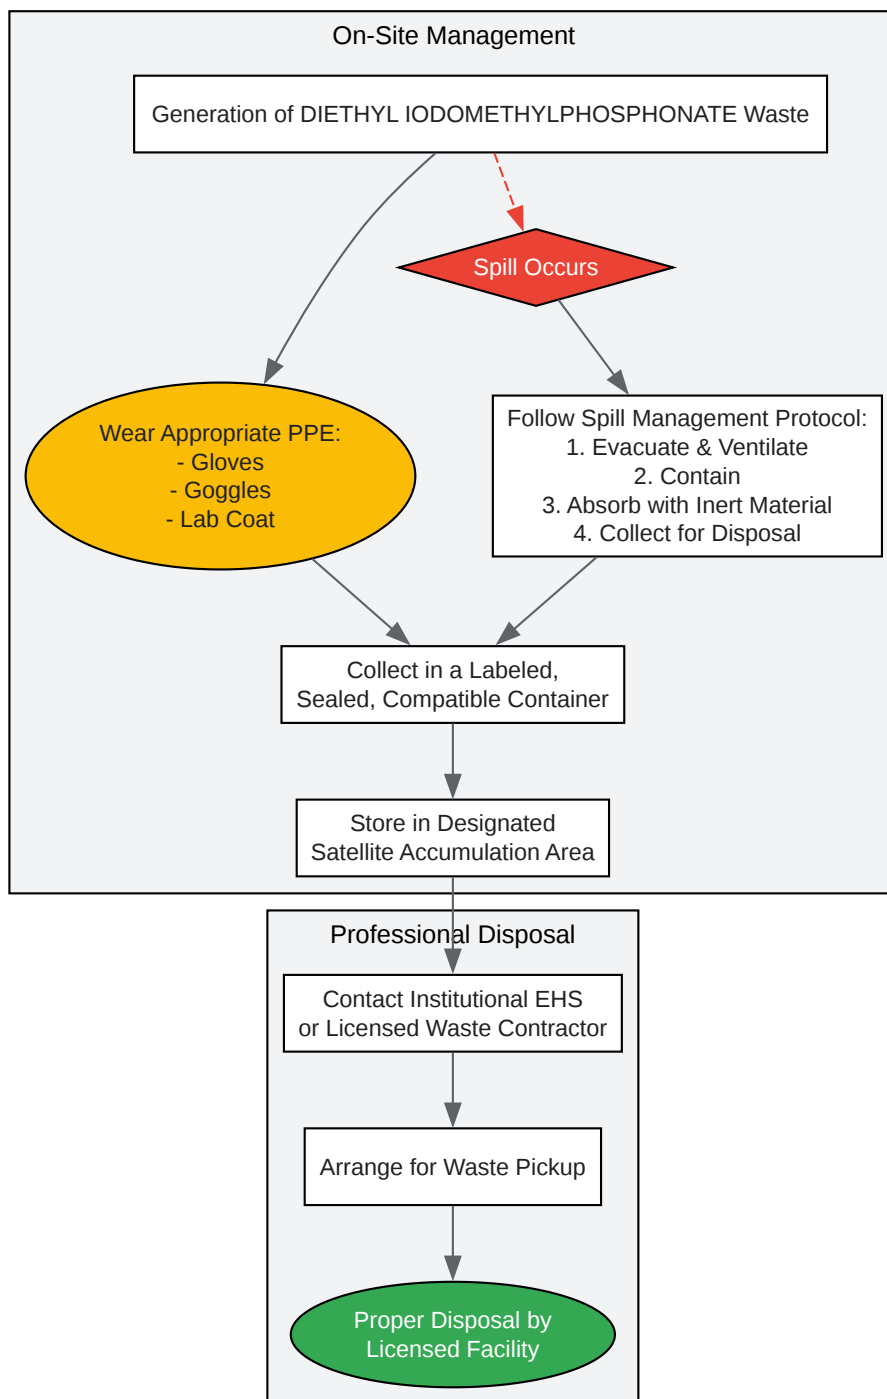 On-Site Management
Generation of DIETHYL IODOMETHYLPHOSPHONATE Waste
Spill Occurs
Wear Appropriate PPE:
- Gloves
- Goggles
- Lab Coat
Follow Spill Management Protocol:
1. Evacuate & Ventilate
2. Contain
3. Absorb with Inert Material
4. Collect for Disposal
Collect in a Labeled,
Sealed, Compatible Container
Store in Designated
Satellite Accumulation Area
Professional Disposal
Contact Institutional EHS
or Licensed Waste Contractor
Arrange for Waste Pickup
Proper Disposal by
Licensed Facility